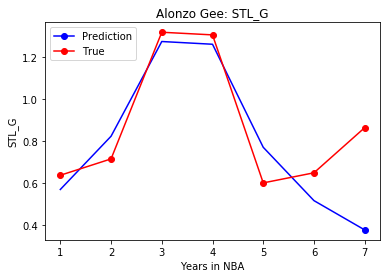 Alonzo Gee: STL_G
Prediction
True
STL_G
1.2
1.0
0.8
0.6
0.4
1 2 3 4 5 6 7
Years in NBA